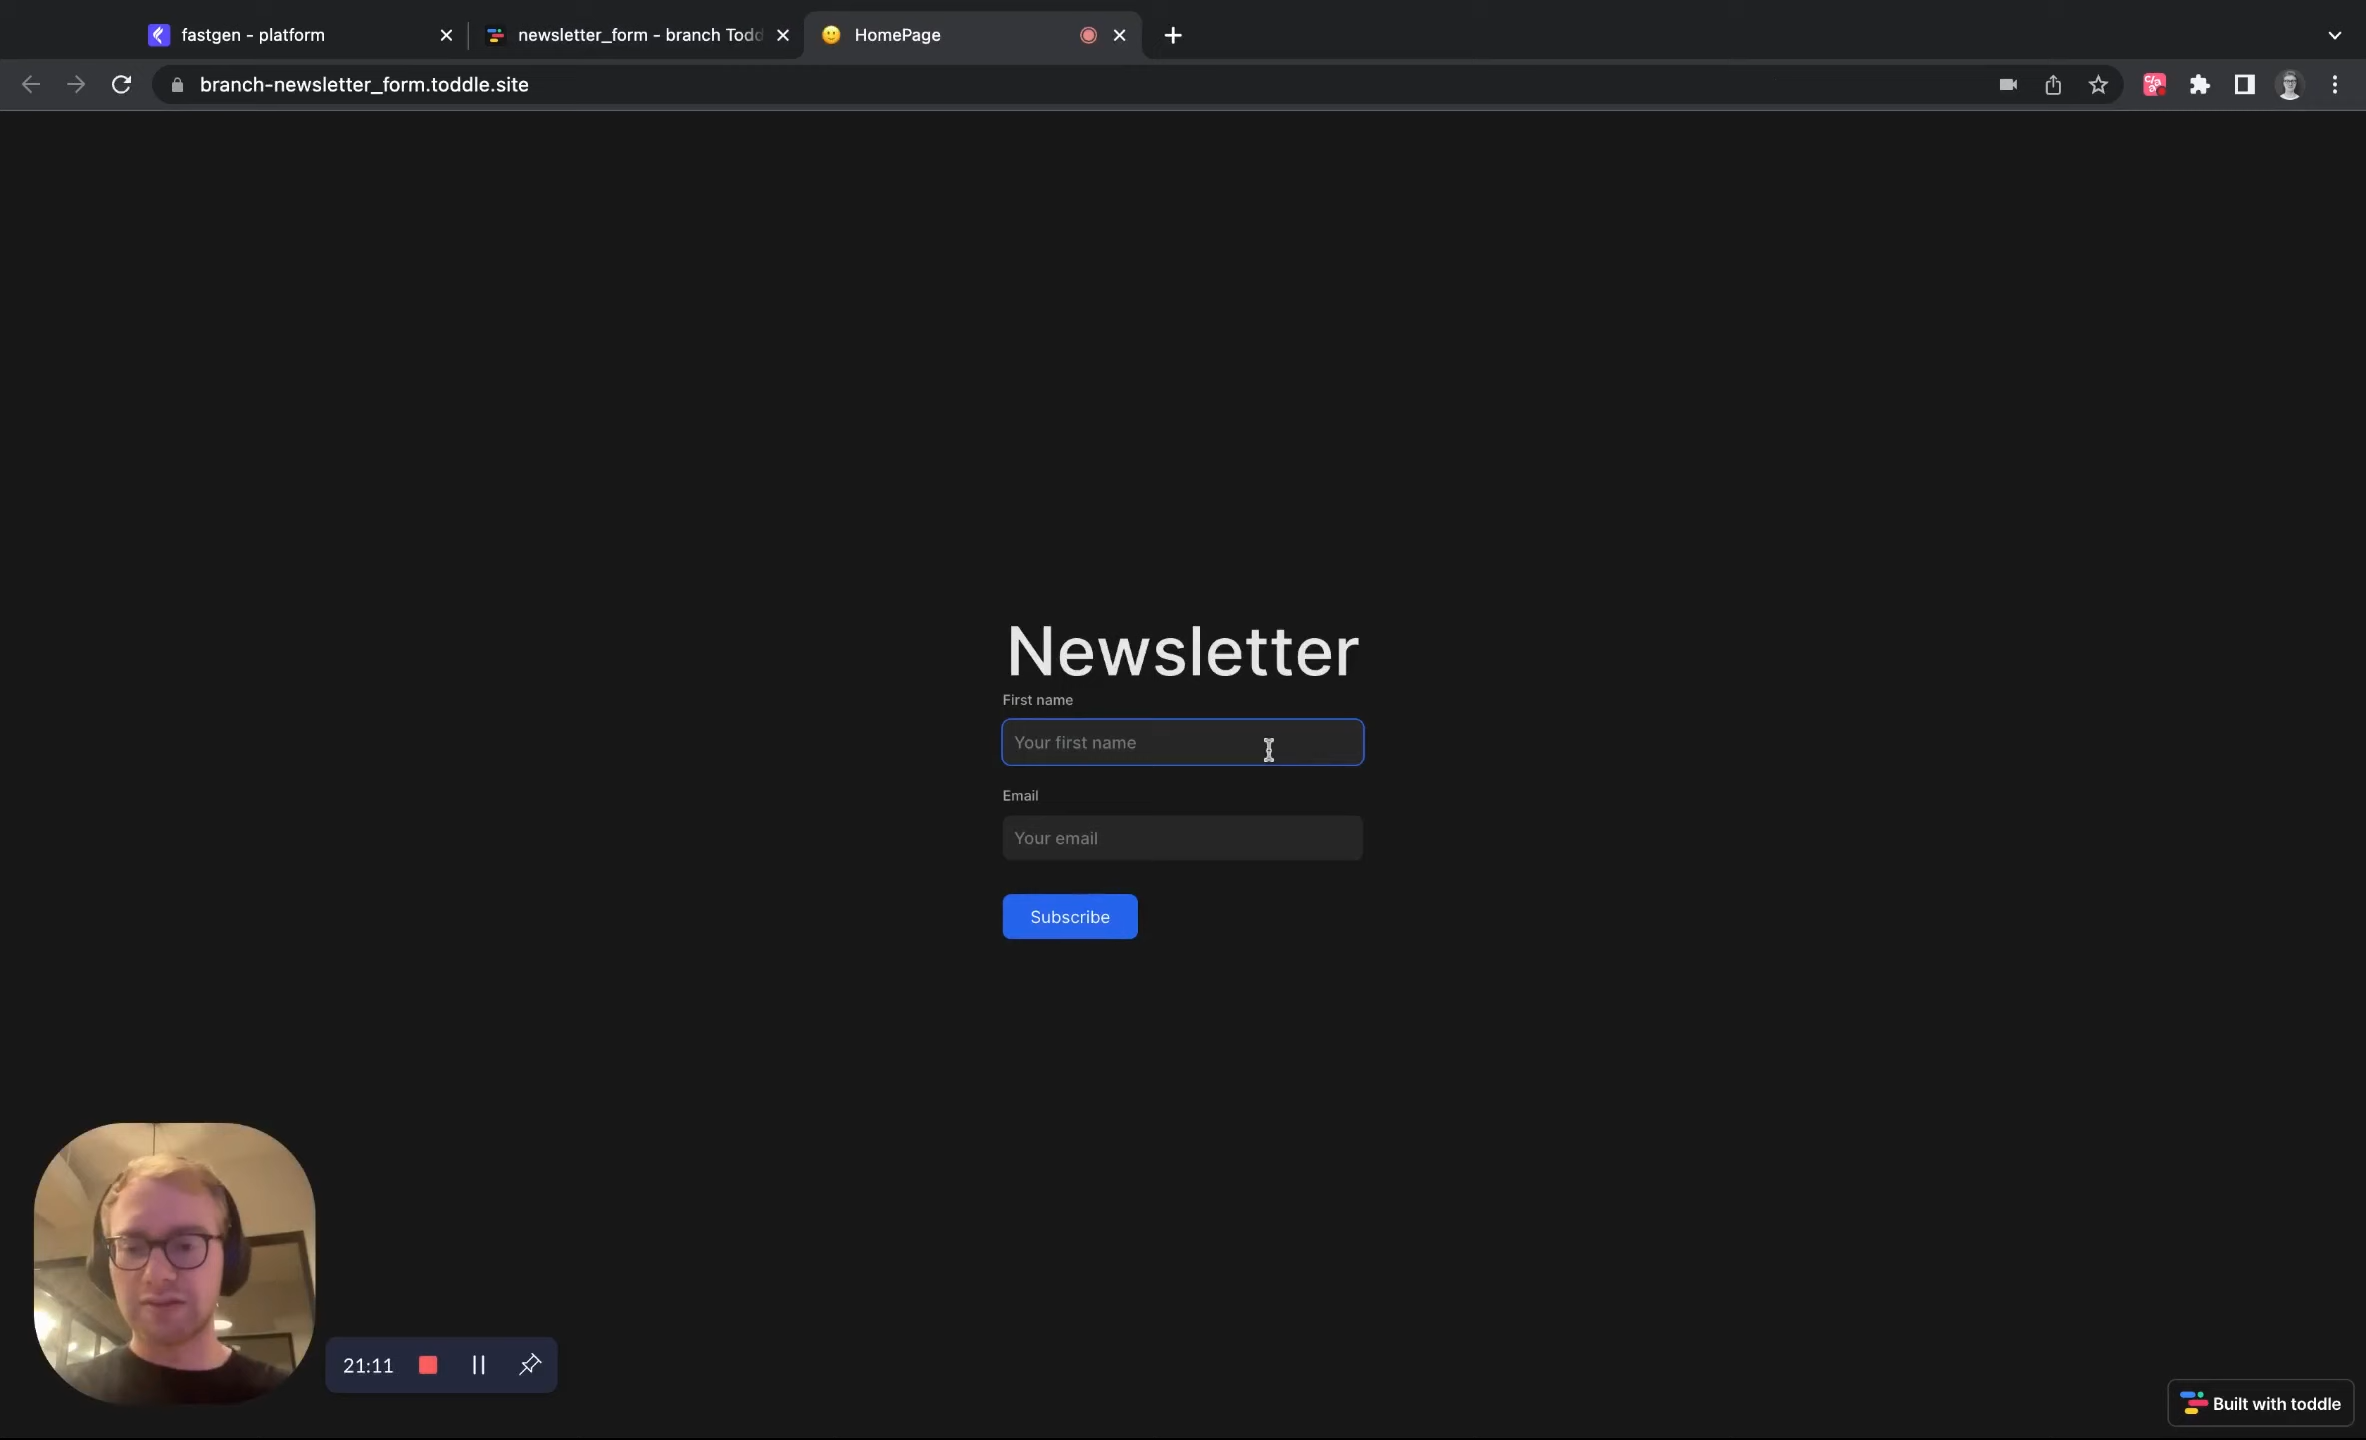 fastgen - platform
newsletter_form - branch Todd
HomePage
branch-newsletter_form.toddle.site
Newsletter
First name
Your first name
Email
Your email
Subscribe
21:11
Built with toddle